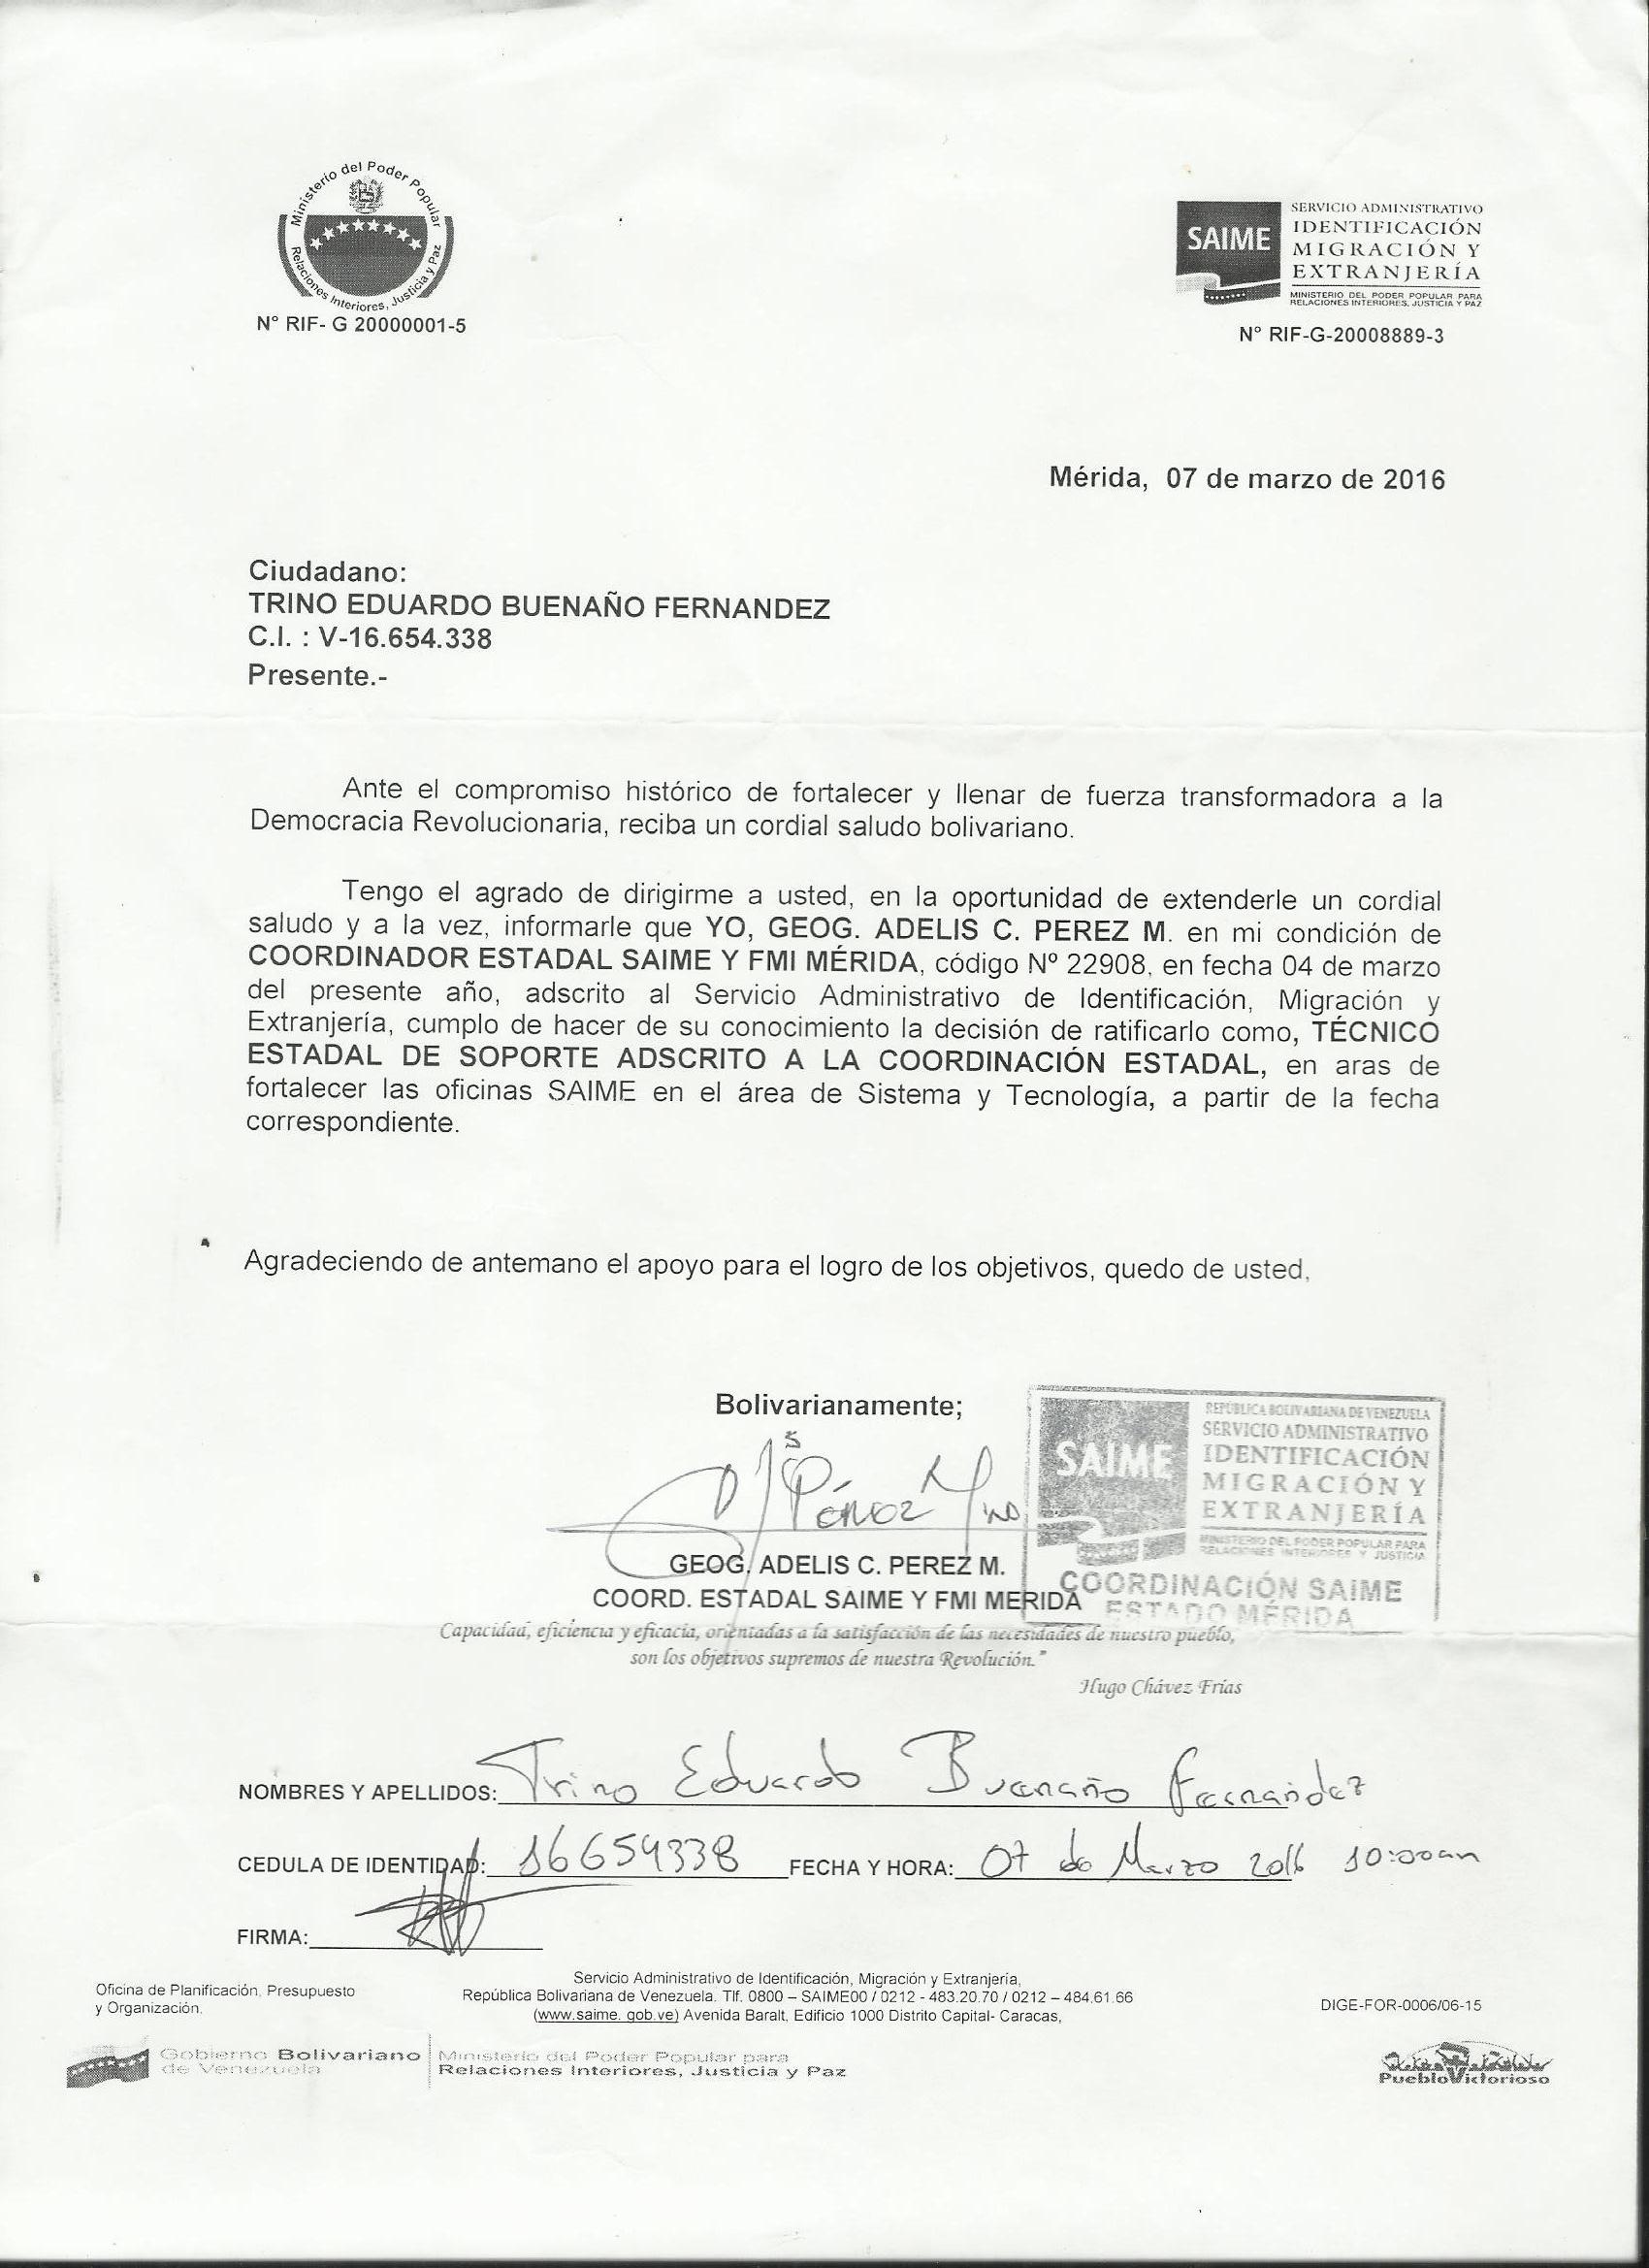 Ministerio del Poder Popular
Relaciones Interiores, Justicia y Paz
N° RIF- G 20000001-5
SAIME
SERVICIO ADMINISTRATIVO
IDENTIFICACIÓN
MIGRACIÓN Y
EXTRANJERÍA
MINISTERIO DEL PODER POPULAR PARA
RELACIONES INTERIORES, JUSTICIA Y PAZ
N° RIF-G-20008889-3
Mérida, 07 de marzo de 2016
Ciudadano:
TRINO EDUARDO BUENAÑO FERNANDEZ
C.I. : V-16.654.338
Presente.-
Ante el compromiso histórico de fortalecer y llenar de fuerza transformadora a la
Democracia Revolucionaria, reciba un cordial saludo bolivariano.
Tengo el agrado de dirigirme a usted, en la oportunidad de extenderle un cordial
saludo y a la vez, informarle que YO, GEOG. ADELIS C. PEREZ M. en mi condición de
COORDINADOR ESTADAL SAIME Y FMI MÉRIDA, código Nº 22908, en fecha 04 de marzo
del presente año, adscrito al Servicio Administrativo de Identificación, Migración y
Extranjería, cumplo de hacer de su conocimiento la decisión de ratificarlo como, TÉCNICO
ESTADAL DE SOPORTE ADSCRITO A LA COORDINACIÓN ESTADAL, en aras de
fortalecer las oficinas SAIME en el área de Sistema y Tecnología, a partir de la fecha
correspondiente.
Agradeciendo de antemano el apoyo para el logro de los objetivos, quedo de usted,
Bolivarianamente;
REPÚBLICA BOLIVARIANA DE VENEZUELA
SERVICIO ADMINISTRATIVO
SAIME
IDENTIFICACIÓN
MIGRACIÓN Y
EXTRANJERÍA
MINISTERIO DEL PODER POPULAR PARA
RELACIONES INTERIORES Y JUSTICIA
COORDINACIÓN SAIME
ESTADO MÉRIDA
Pérez
GEOG. ADELIS C. PEREZ M.
COORD. ESTADAL SAIME Y FMI MERIDA
Capacidad, eficiencia y eficacia, orientadas a la satisfacción de las necesidades de nuestro pueblo,
son los objetivos supremos de nuestra Revolución."
Hugo Chávez Frías
NOMBRES Y APELLIDOS: Trino Eduardo Buenaño Fernández
CEDULA DE IDENTIDAD: 16654338 FECHA Y HORA: 07 de Marzo 2016 10:00am
FIRMA:
Oficina de Planificación, Presupuesto
y Organización.
Servicio Administrativo de Identificación, Migración y Extranjería,
República Bolivariana de Venezuela. Tlf. 0800 – SAIME00 / 0212 - 483.20.70 / 0212 – 484.61.66
(www.saime. gob.ve) Avenida Baralt, Edificio 1000 Distrito Capital- Caracas,
DIGE-FOR-0006/06-15
Gobierno Bolivariano
de Venezuela
Ministerio del Poder Popular para
Relaciones Interiores, Justicia y Paz
PuebloVictorioso